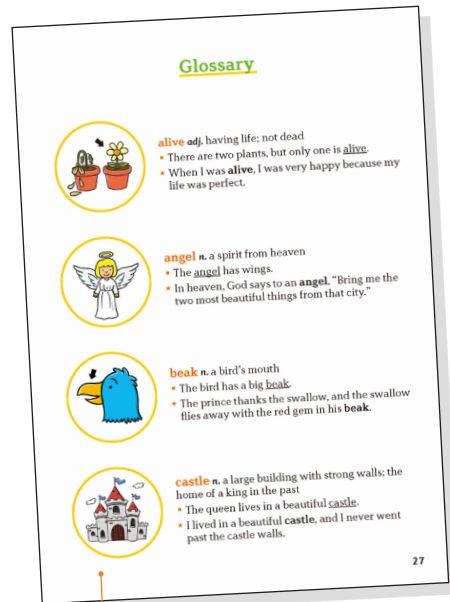 Glossary
alive adj. having life; not dead
• There are two plants, but only one is alive.
• When I was alive, I was very happy because my
life was perfect.
angel n. a spirit from heaven
• The angel has wings.
• In heaven, God says to an angel, “Bring me the
two most beautiful things from that city.”
beak n. a bird's mouth
• The bird has a big beak.
• The prince thanks the swallow, and the swallow
flies away with the red gem in his beak.
castle n. a large building with strong walls; the
home of a king in the past
• The queen lives in a beautiful castle.
• I lived in a beautiful castle, and I never went
past the castle walls.
27